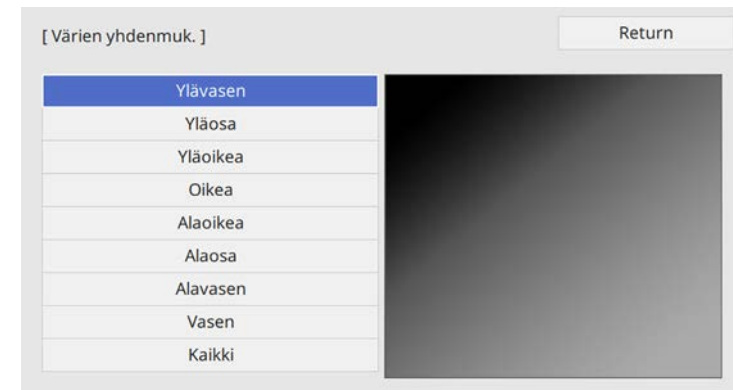 [ Värien yhdenmuk. ]
Return
Ylävasen
Yläosa
Yläoikea
Oikea
Alaoikea
Alaosa
Alavasen
Vasen
Kaikki